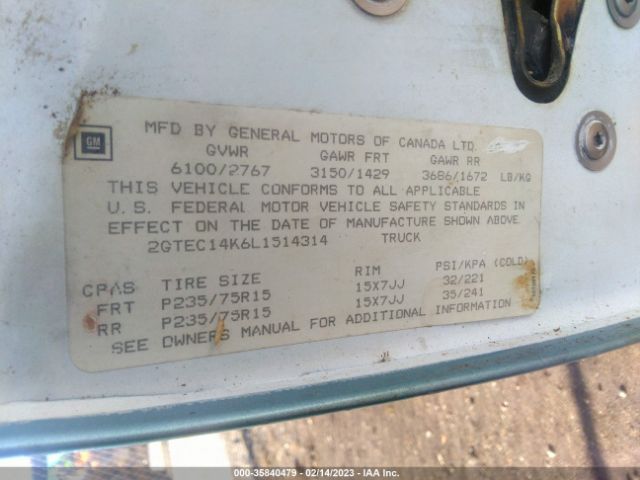 GM
MFD BY GENERAL MOTORS OF CANADA LTD.
GVWR GAWR FRT GAWR RR
6100/2767 3150/1429 3686/1672 LB/KG
THIS VEHICLE CONFORMS TO ALL APPLICABLE
U.S. FEDERAL MOTOR VEHICLE SAFETY STANDARDS IN
EFFECT ON THE DATE OF MANUFACTURE SHOWN ABOVE
2GTEC14K6L1514314 TRUCK
CPAS TIRE SIZE RIM PSI/KPA (COLD)
FRT P235/75R15 15X7JJ 32/221
RR P235/75R15 15X7JJ 35/241
SEE OWNERS MANUAL FOR ADDITIONAL INFORMATION
000-35840479 - 02/14/2023 - IAA Inc.